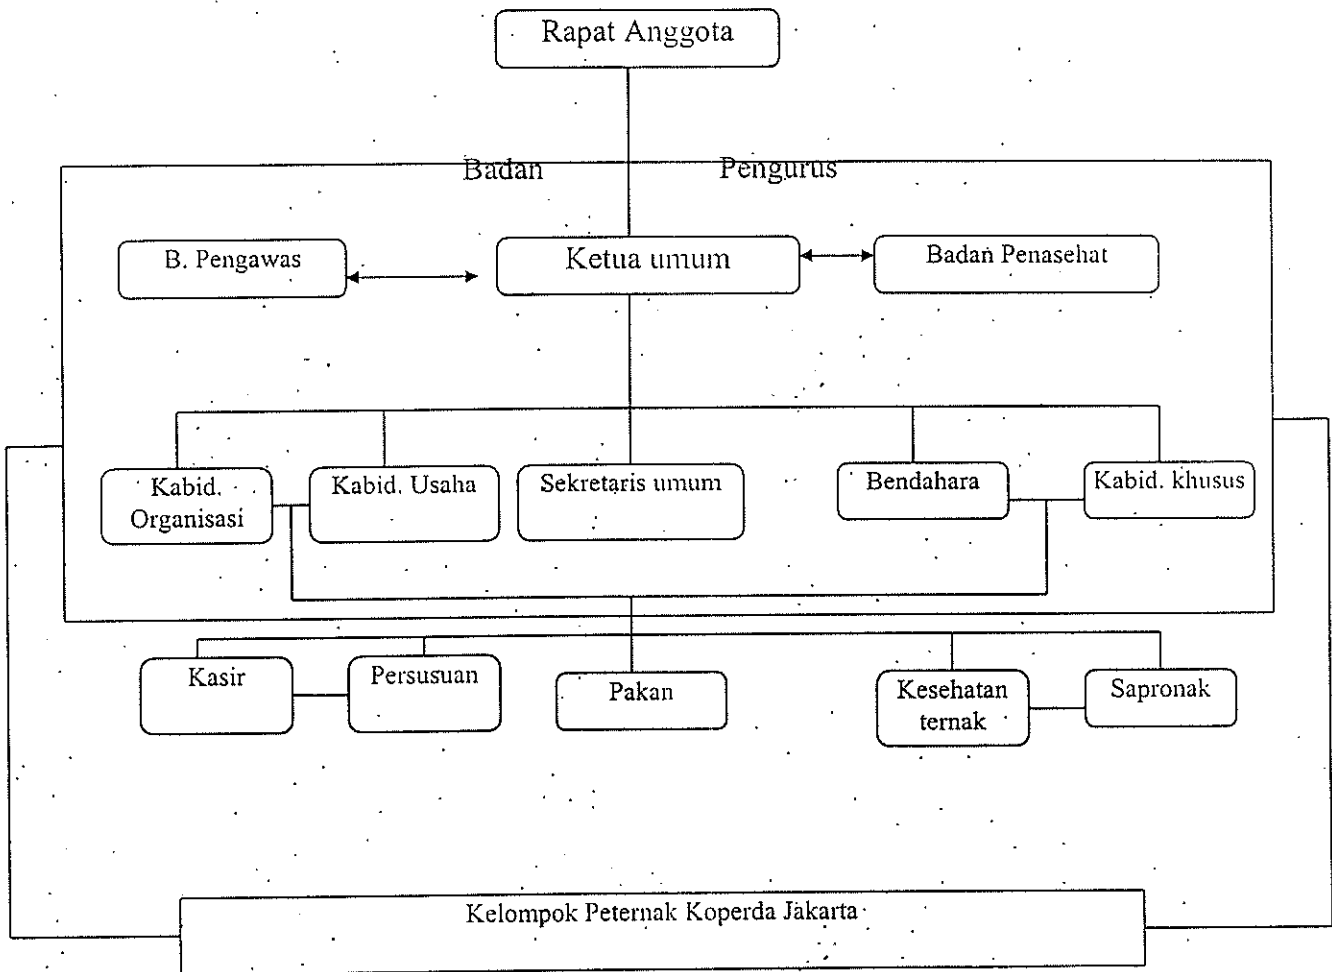 Rapat Anggota
Badan Pengurus
B. Pengawas
Ketua umum
Badan Penasehat
Kabid.
Organisasi
Kabid. Usaha
Sekretaris umum
Bendahara
Kabid. khusus
Kasir
Persusuan
Pakan
Kesehatan
ternak
Sapronak
Kelompok Peternak Koperda Jakarta